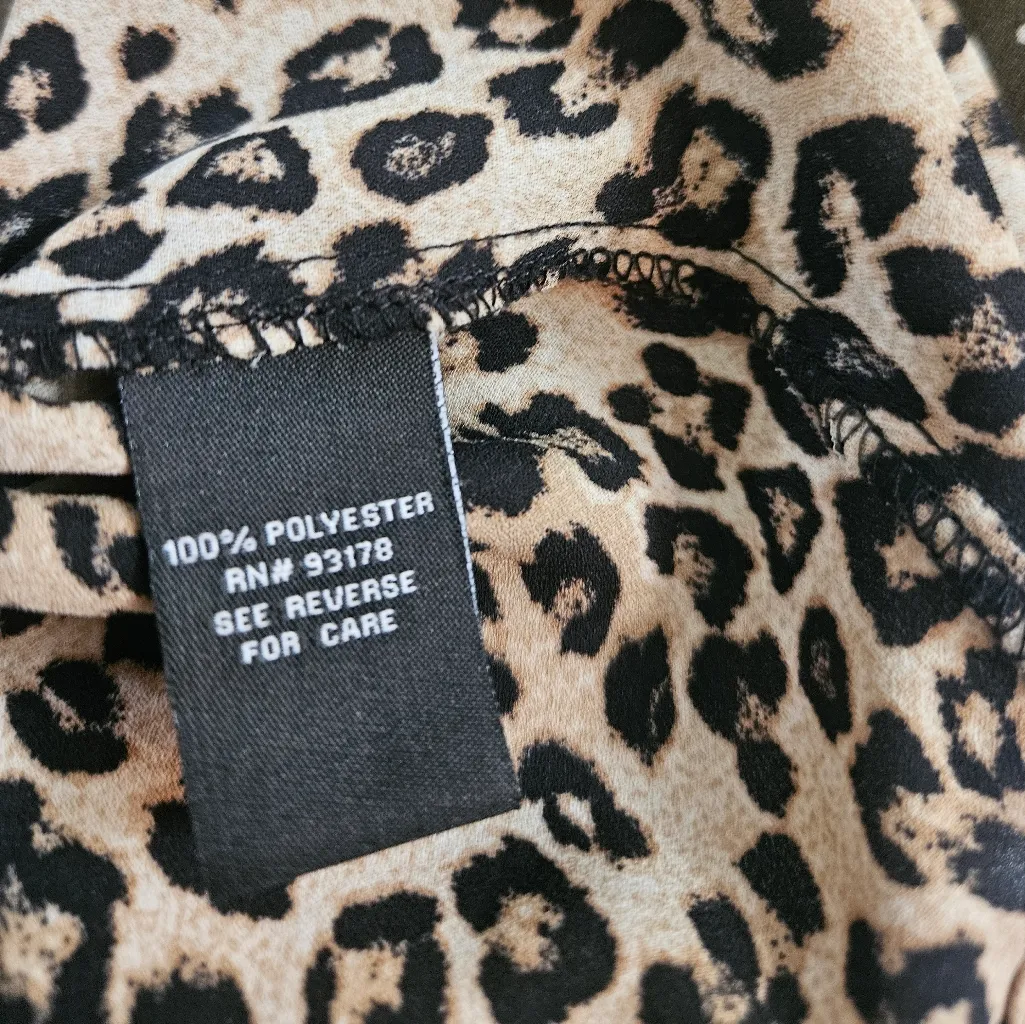 100% POLYESTER
RN# 93178
SEE REVERSE
FOR CARE